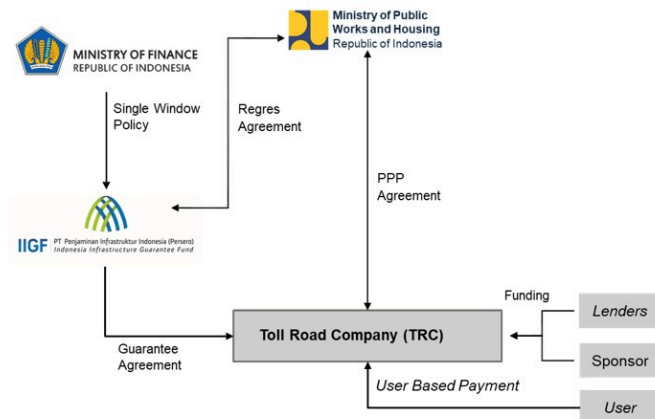 MINISTRY OF FINANCE
REPUBLIC OF INDONESIA
Ministry of Public
Works and Housing
Republic of Indonesia
Single Window
Policy
Regres
Agreement
PPP
Agreement
IIGF
PT Penjaminan Infrastruktur Indonesia (Persero)
Indonesia Infrastructure Guarantee Fund
Guarantee
Agreement
Toll Road Company (TRC)
Funding
Lenders
Sponsor
User Based Payment
User